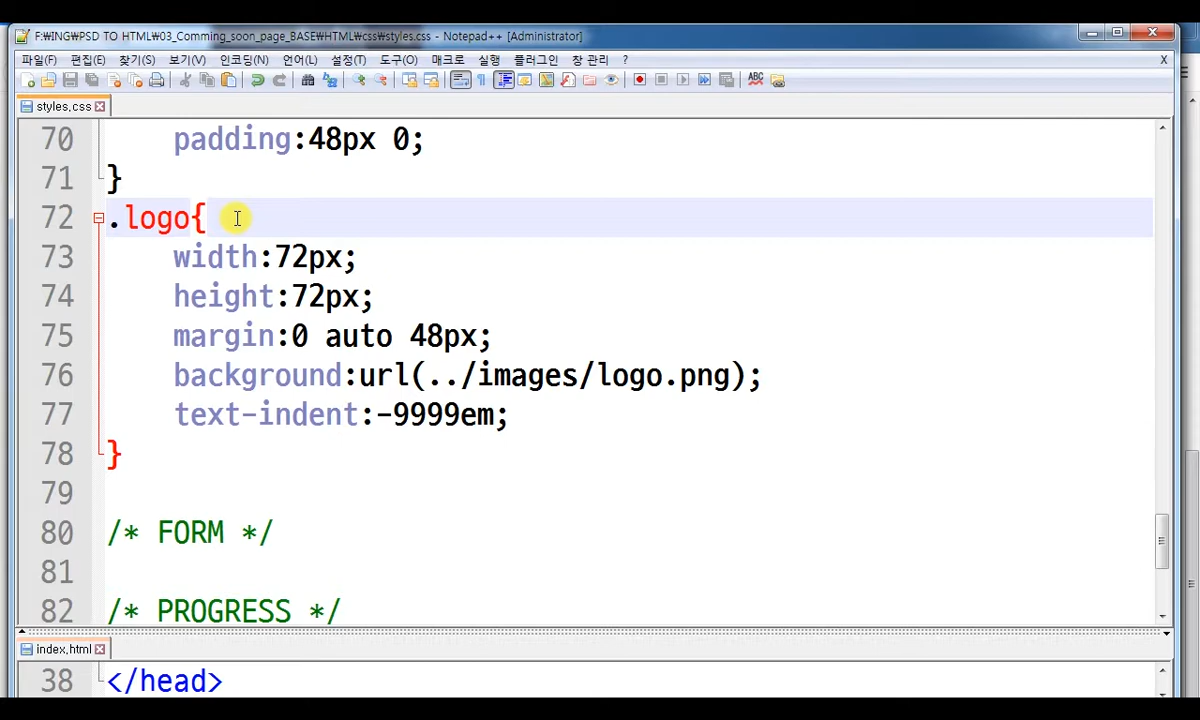 F:₩ING₩PSD TO HTML₩03_Comming_soon_page_BASE₩HTML₩css₩styles.css - Notepad++ [Administrator]
파일(F) 편집(E) 찾기(S) 보기(V) 인코딩(N) 언어(L) 설정(T) 도구(O) 매크로 실행 플러그인 창 관리 ? X
ABC
styles.css
70 padding:48px 0;
71 }
72 .logo{
73 width:72px;
74 height:72px;
75 margin:0 auto 48px;
76 background:url(../images/logo.png);
77 text-indent:-9999em;
78 }
79
80 /* FORM */
81
82 /* PROGRESS */
index.html
38 </head>